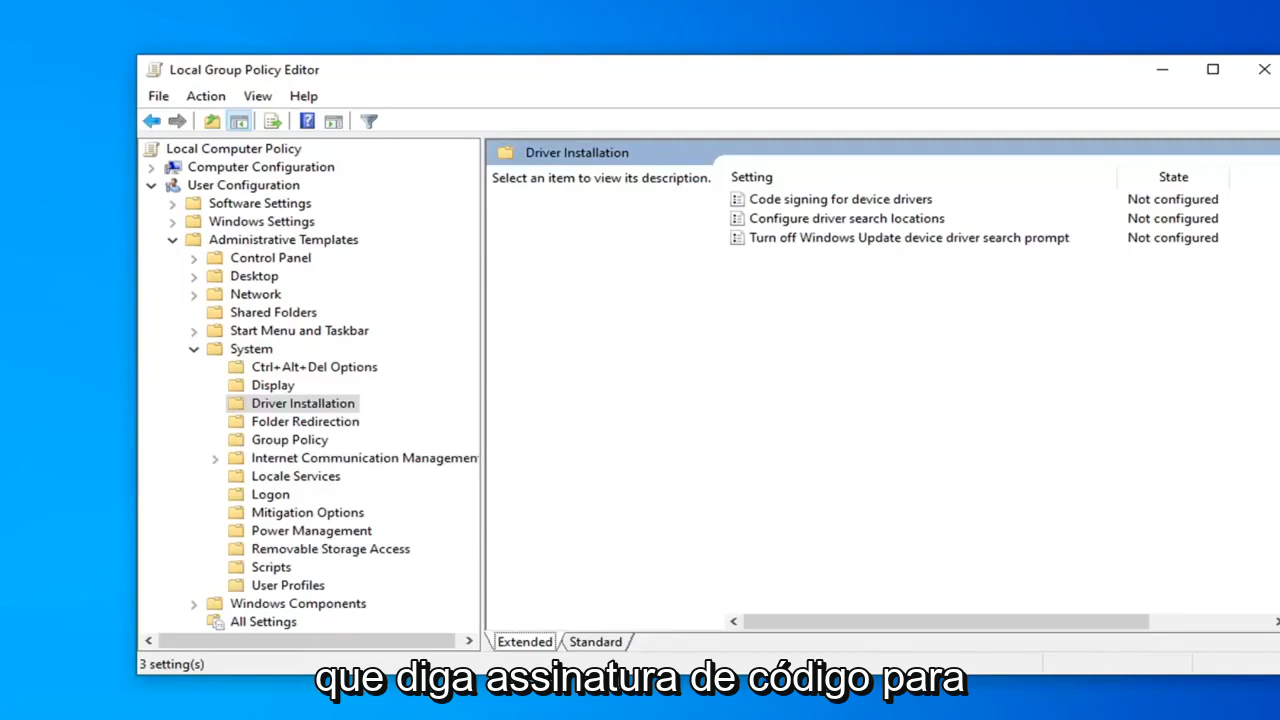 Local Group Policy Editor
File Action View Help
Local Computer Policy
Computer Configuration
User Configuration
Software Settings
Windows Settings
Administrative Templates
Control Panel
Desktop
Network
Shared Folders
Start Menu and Taskbar
System
Ctrl+Alt+Del Options
Display
Driver Installation
Folder Redirection
Group Policy
Internet Communication Managemen
Locale Services
Logon
Mitigation Options
Power Management
Removable Storage Access
Scripts
User Profiles
Windows Components
All Settings
Driver Installation
Select an item to view its description.
Setting State
Code signing for device drivers Not configured
Configure driver search locations Not configured
Turn off Windows Update device driver search prompt Not configured
Extended Standard
3 setting(s)
que diga assinatura de código para